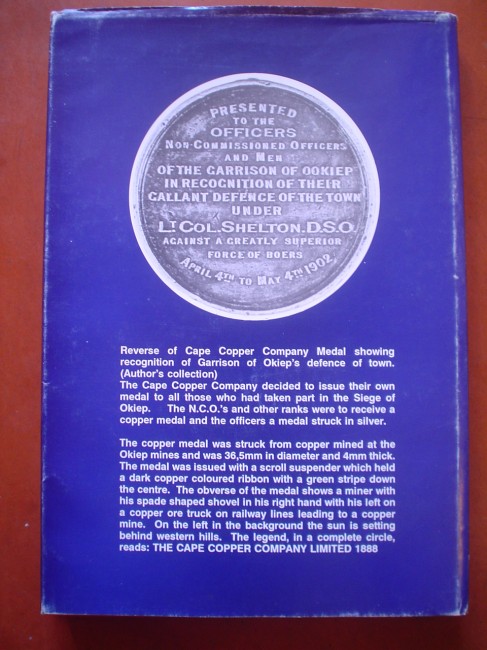 PRESENTED
TO THE
OFFICERS
NON-COMMISSIONED OFFICERS
AND MEN
OF THE GARRISON OF OOKIEP
IN RECOGNITION OF THEIR
GALLANT DEFENCE OF THE TOWN
UNDER
LT COL. SHELTON. D.S.O.
AGAINST A GREATLY SUPERIOR
FORCE OF BOERS
APRIL 4TH TO MAY 4TH 1902
Reverse of Cape Copper Company Medal showing
recognition of Garrison of Okiep's defence of town.
(Author's collection)
The Cape Copper Company decided to issue their own
medal to all those who had taken part in the Siege of
Okiep. The N.C.O.'s and other ranks were to receive a
copper medal and the officers a medal struck in silver.
The copper medal was struck from copper mined at the
Okiep mines and was 36,5mm in diameter and 4mm thick.
The medal was issued with a scroll suspender which held
a dark copper coloured ribbon with a green stripe down
the centre. The obverse of the medal shows a miner with
his spade shaped shovel in his right hand with his left on
a copper ore truck on railway lines leading to a copper
mine. On the left in the background the sun is setting
behind western hills. The legend, in a complete circle,
reads: THE CAPE COPPER COMPANY LIMITED 1888